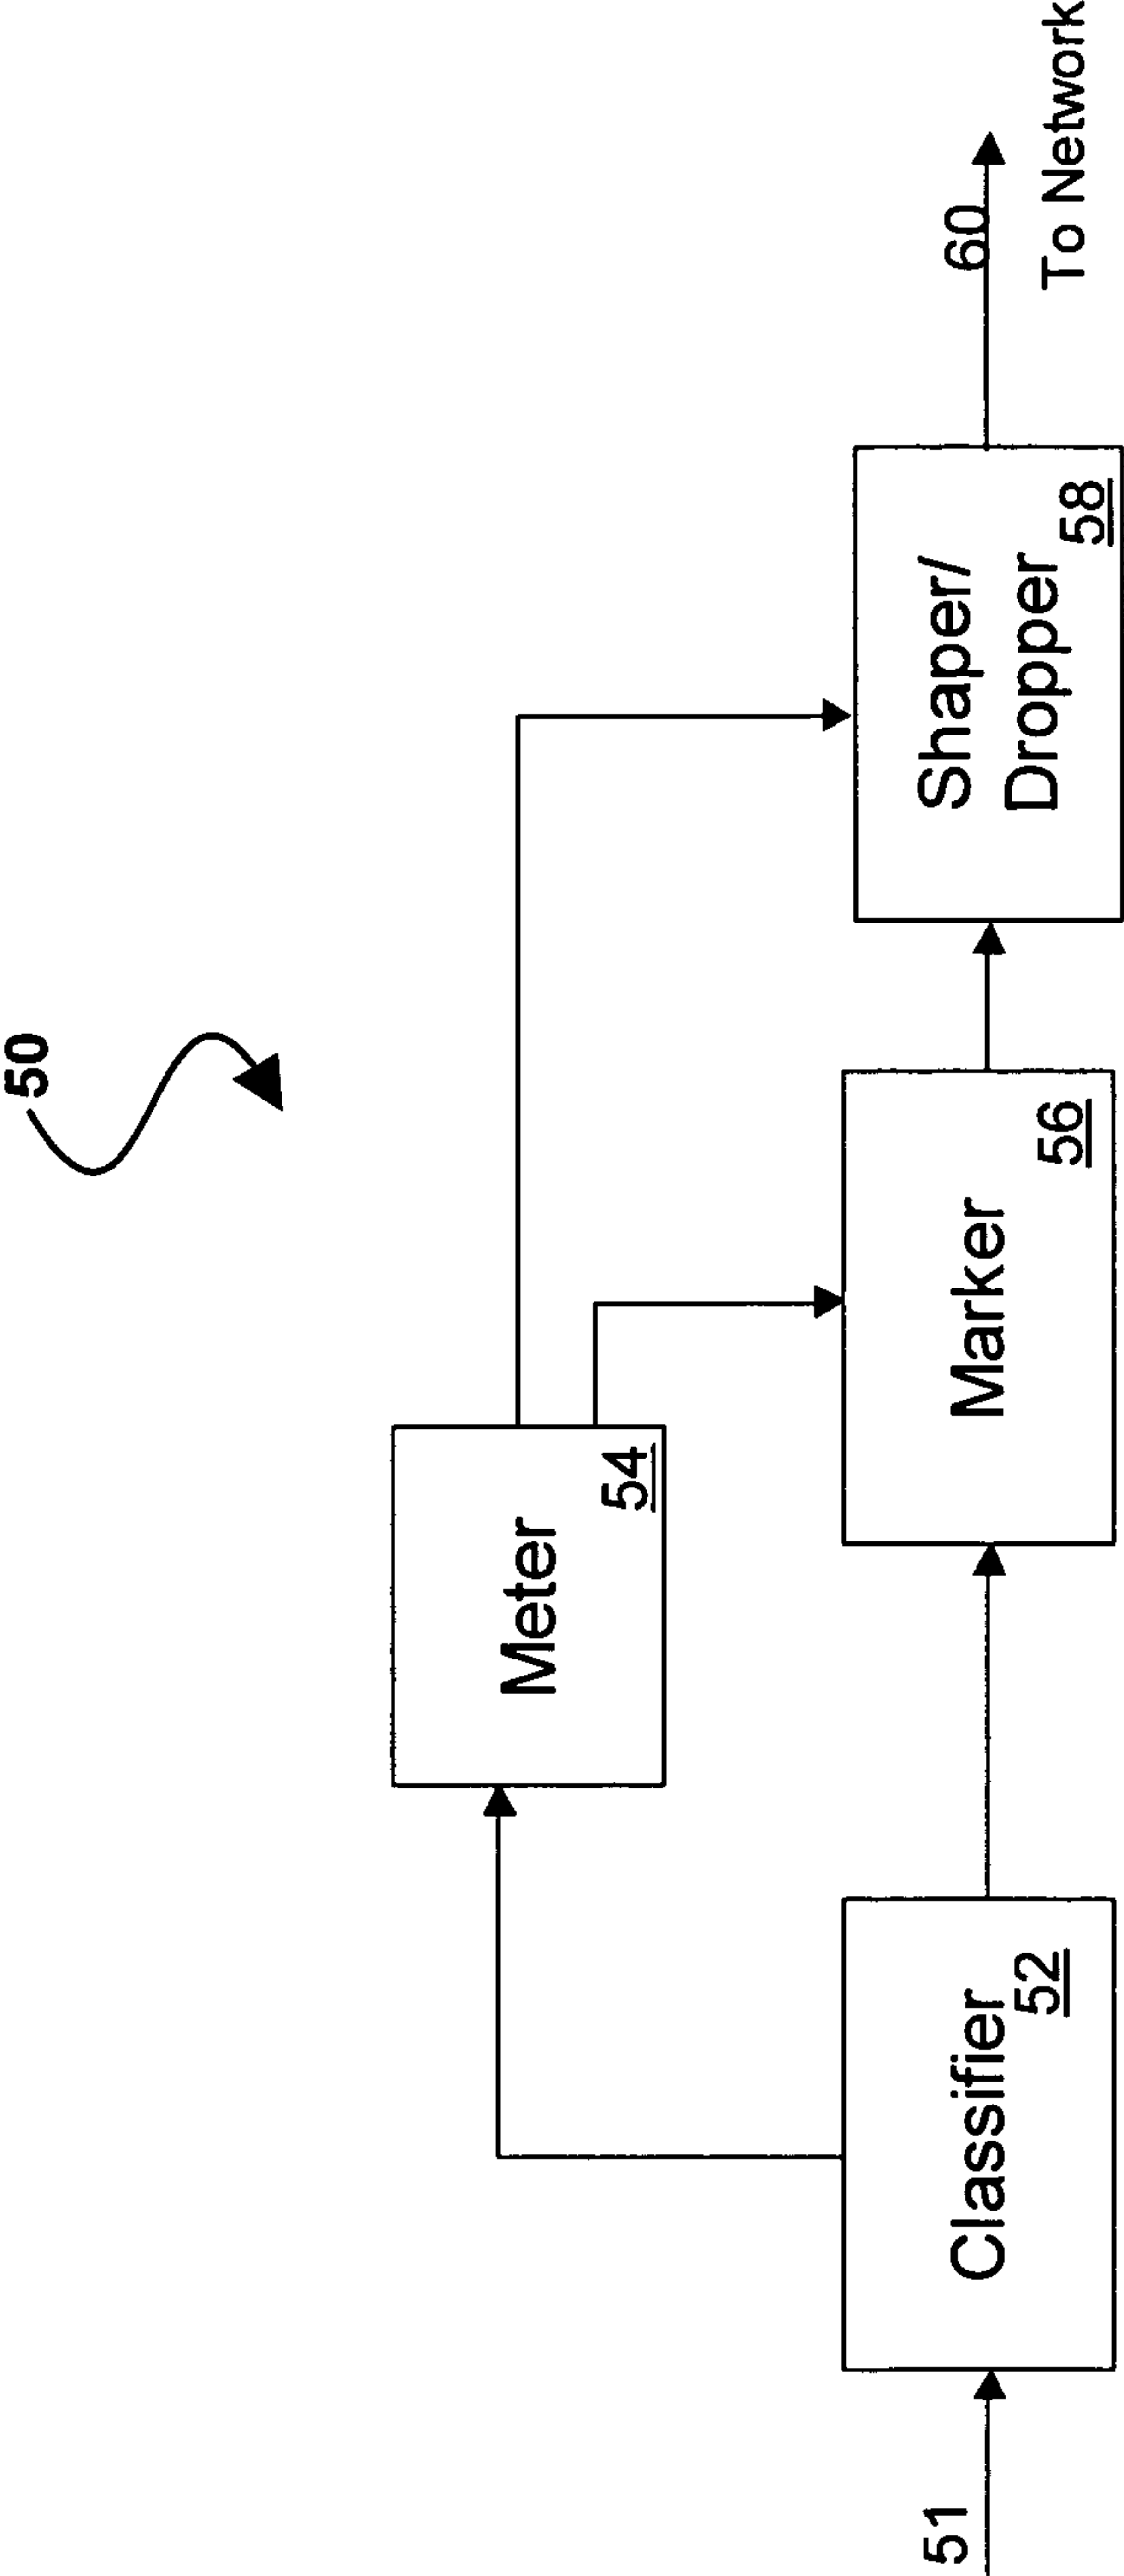 50
Meter
54
51
Classifier
52
Marker
56
Shaper/
Dropper
58
60
To Network